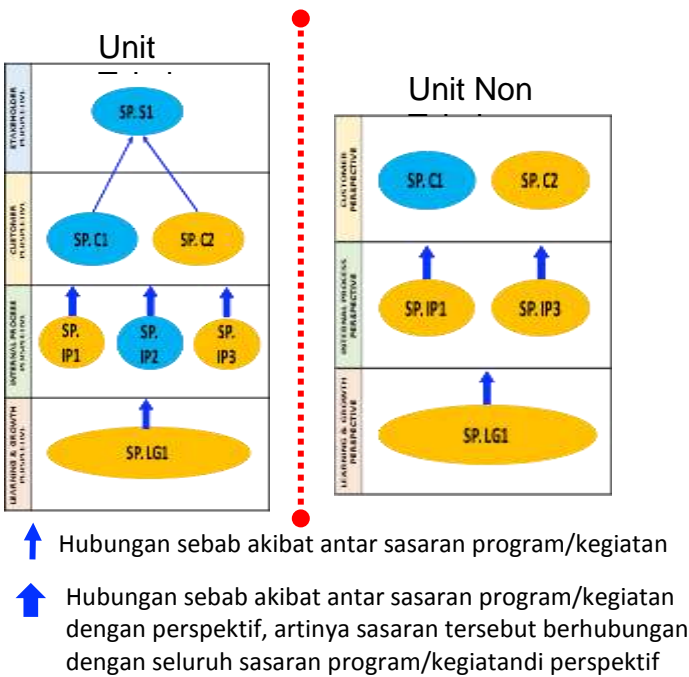 Unit
STAKEHOLDER
PERSPECTIVE
SP. S1
CUSTOMER
PERSPECTIVE
SP. C1
SP. C2
INTERNAL PROCESS
PERSPECTIVE
SP.
IP1
SP.
IP2
SP.
IP3
LEARNING & GROWTH
PERSPECTIVE
SP. LG1
Unit Non
CUSTOMER
PERSPECTIVE
SP. C1
SP. C2
INTERNAL PROCESS
PERSPECTIVE
SP. IP1
SP. IP3
LEARNING & GROWTH
PERSPECTIVE
SP. LG1
Hubungan sebab akibat antar sasaran program/kegiatan
Hubungan sebab akibat antar sasaran program/kegiatan
dengan perspektif, artinya sasaran tersebut berhubungan
dengan seluruh sasaran program/kegiatandi perspektif